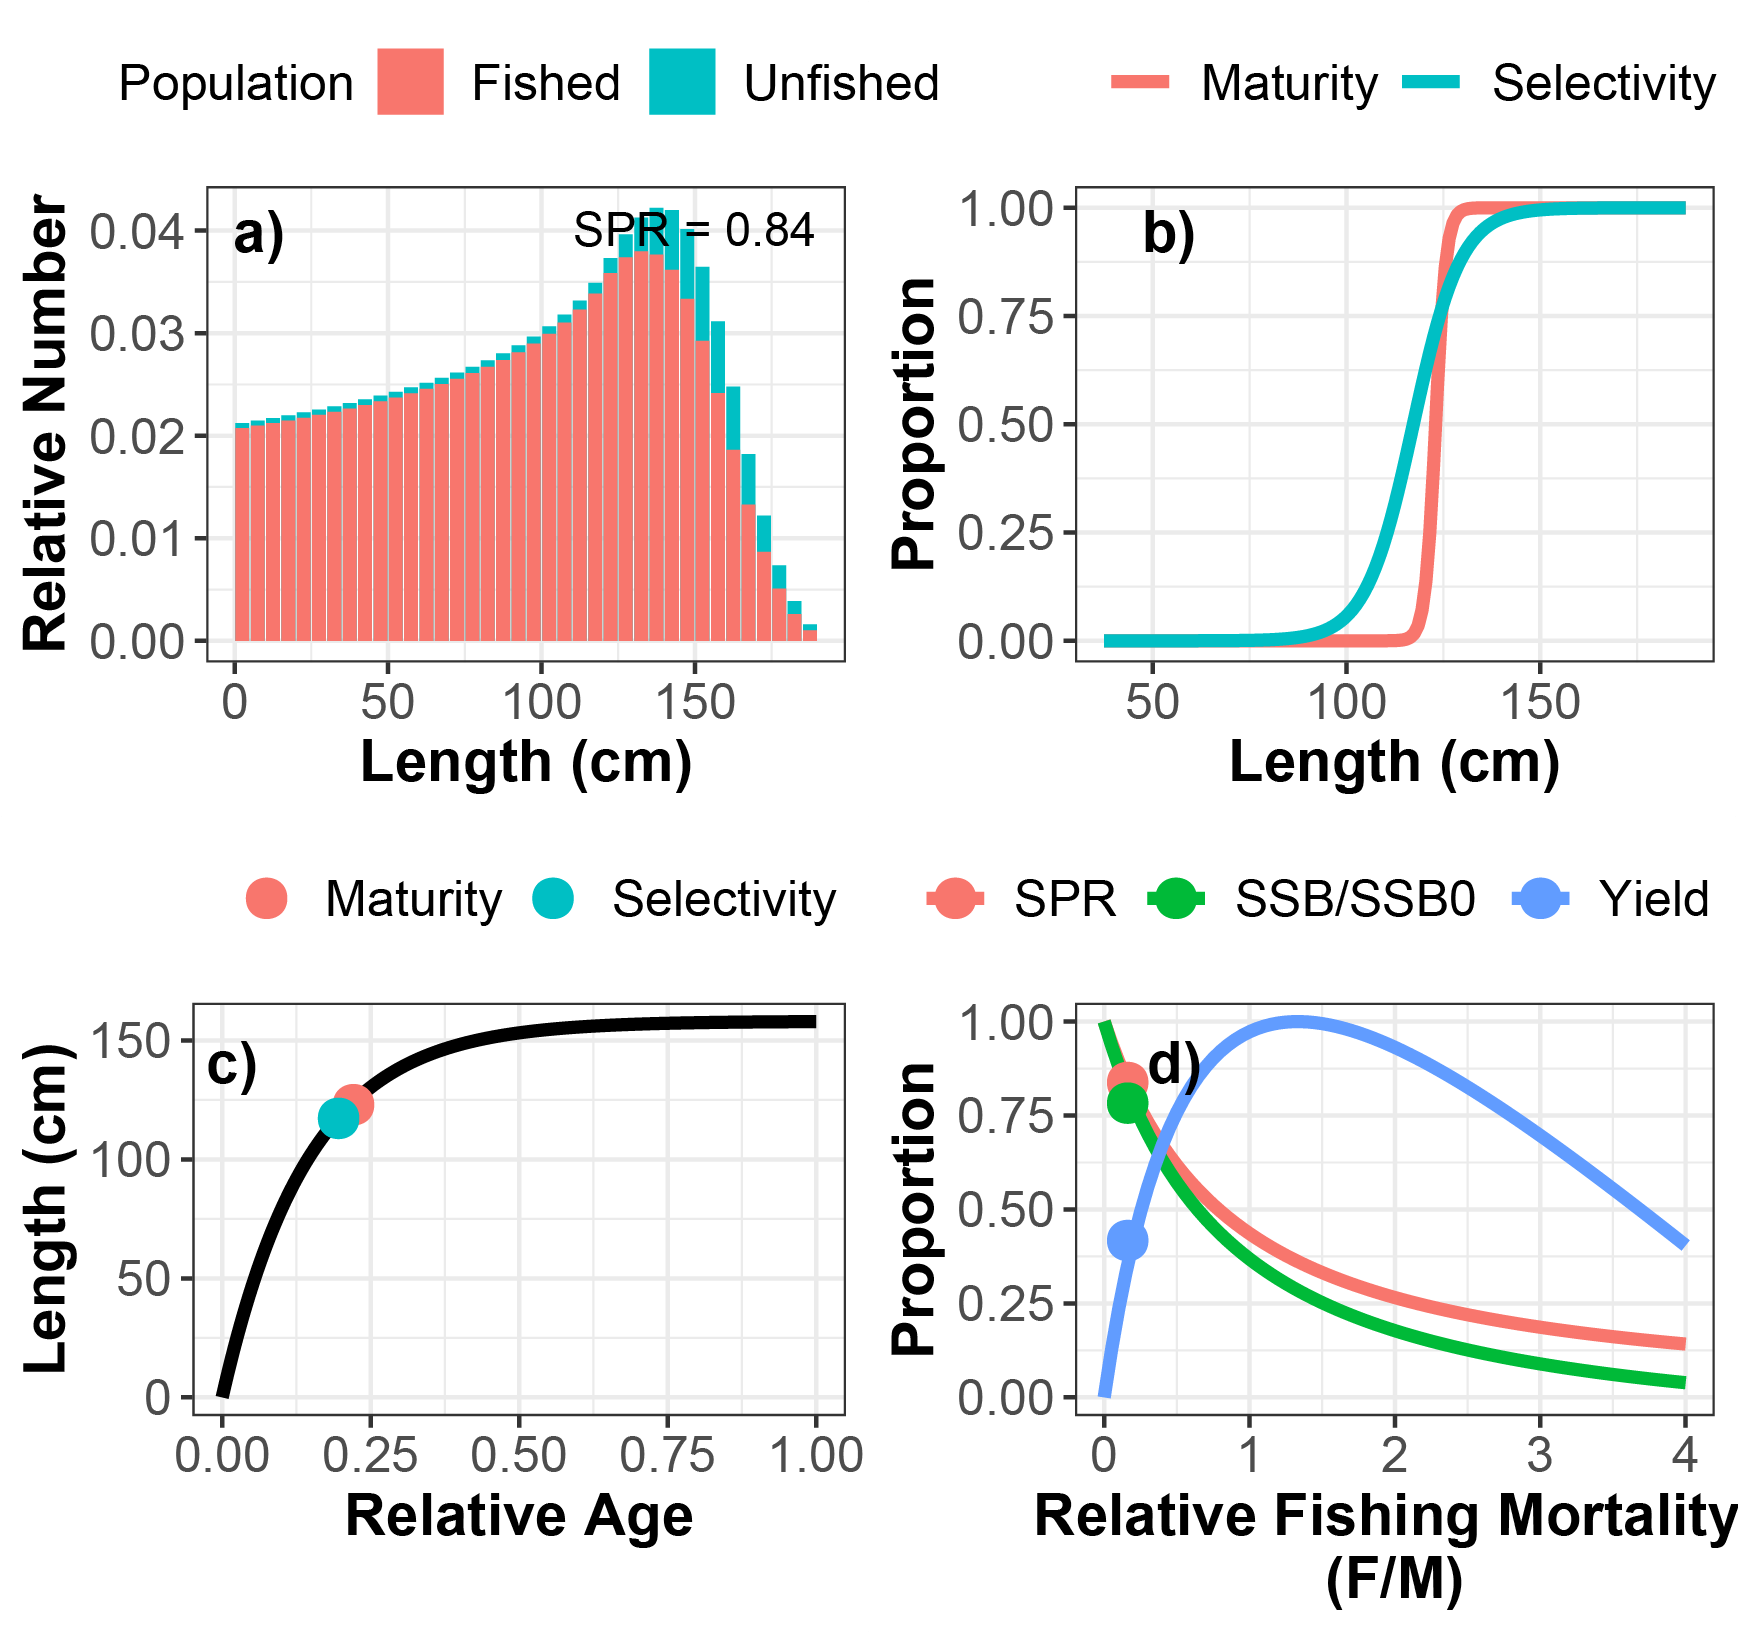 Population Fished Unfished
Maturity Selectivity
a) SPR = 0.84
Relative Number
0.04
0.03
0.02
0.01
0.00
0 50 100 150
Length (cm)
b)
Proportion
1.00
0.75
0.50
0.25
0.00
50 100 150
Length (cm)
Maturity Selectivity
SPR SSB/SSB0 Yield
c)
Length (cm)
150
100
50
0
0.00 0.25 0.50 0.75 1.00
Relative Age
d)
Proportion
1.00
0.75
0.50
0.25
0.00
0 1 2 3 4
Relative Fishing Mortality
(F/M)